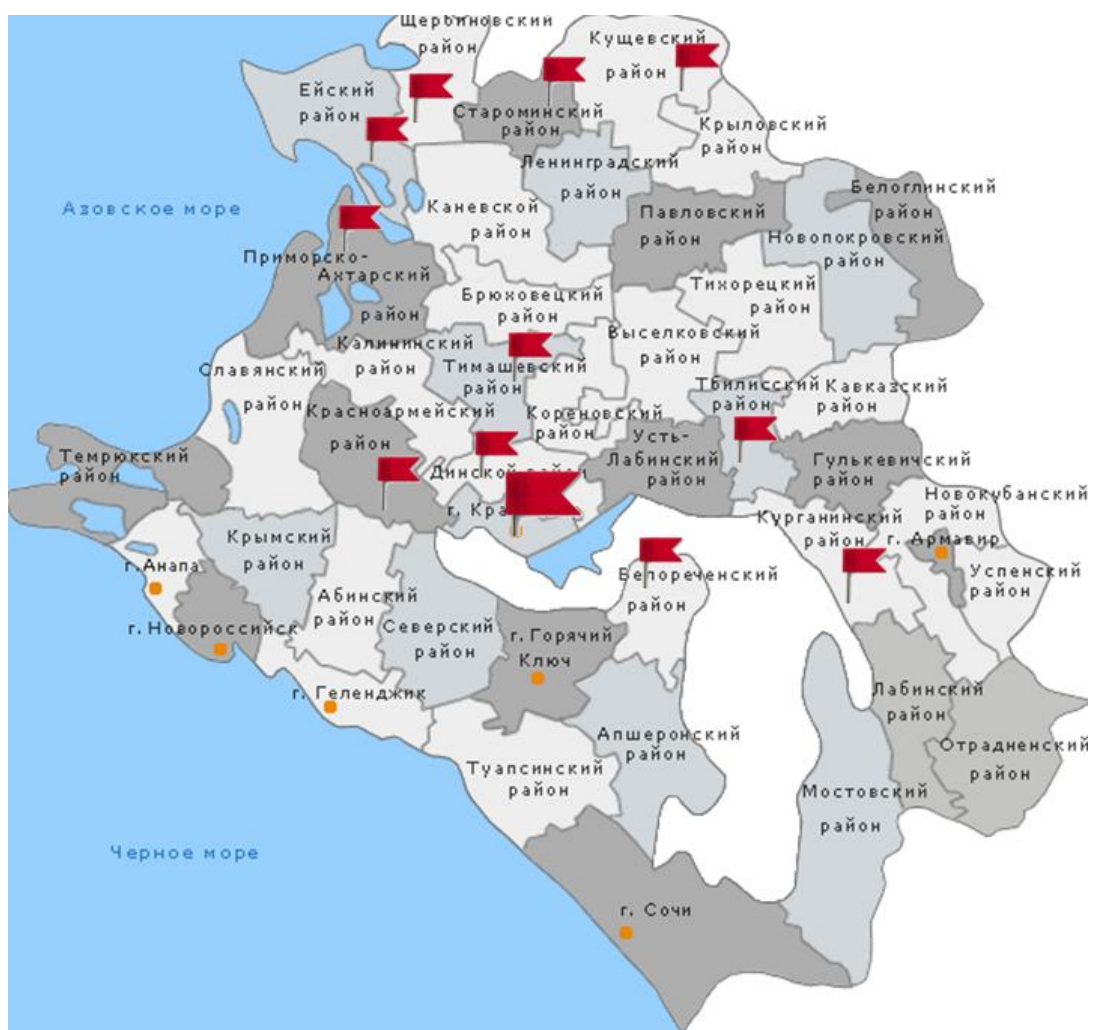 Щербиновский
район
Кущевский
район
Ейский
район
Староминский
район
Крыловский
район
Ленинградский
район
Белоглинский
район
Азовское море
Каневской
район
Павловский
район
Новопокровский
район
Приморско-
Ахтарский
район
Тихорецкий
район
Брюховецкий
район
Выселковский
район
Калининский
район
Славянский
район
Тимашевский
район
Тбилисский
район
Кавказский
район
Красноармейский
район
Кореновский
район
Усть-
Лабинский
район
Темрюкский
район
Динской район
Гулькевичский
район
г. Кра
Новокубанский
район
Курганинский
район
г. Армавир
Крымский
район
г.Анапа
Белореченский
район
Успенский
район
Абинский
район
г.Новороссийск
Северский
район
г. Горячий
Ключ
г. Геленджик
Лабинский
район
Апшеронский
район
Отрадненский
район
Туапсинский
район
Мостовский
район
Черное море
г. Сочи